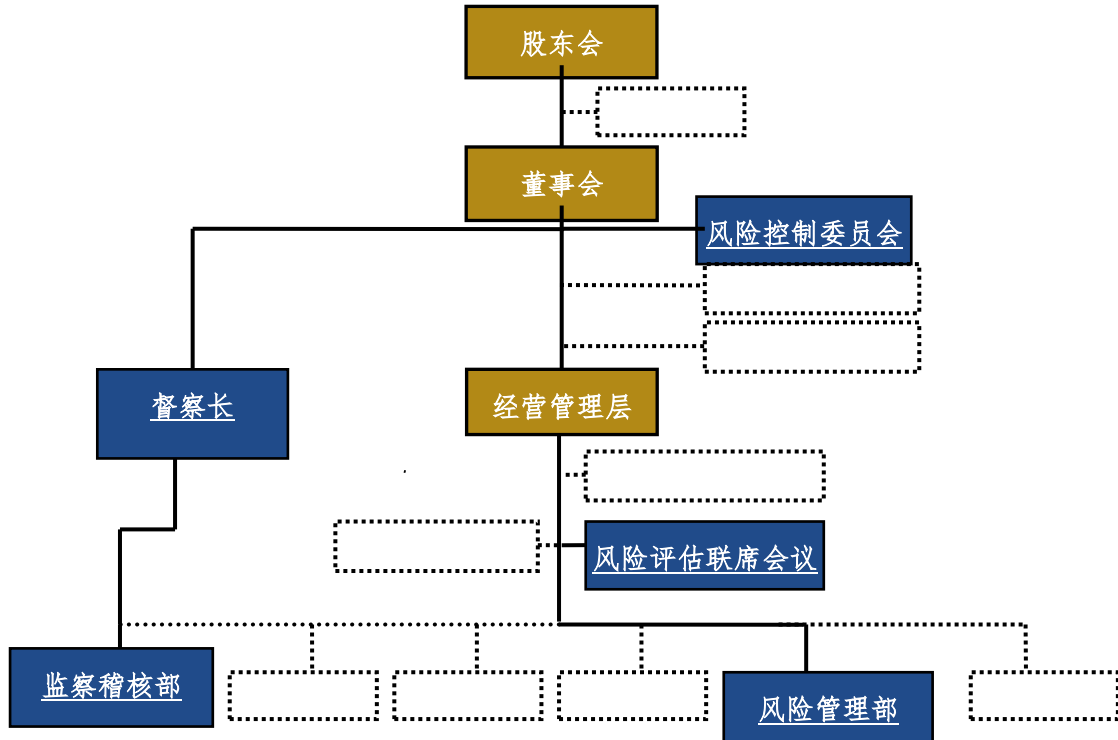 股东会
董事会
风险控制委员会
督察长
经营管理层
风险评估联席会议
监察稽核部
风险管理部